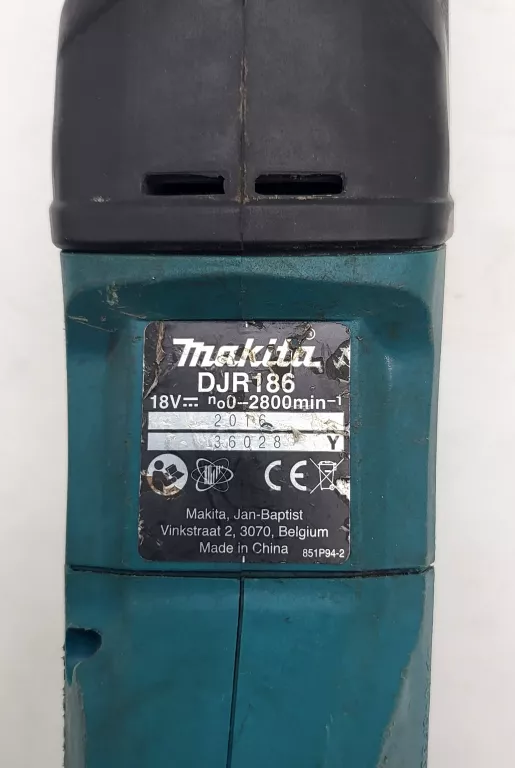 makita
DJR186
18V⎓ n₀0–2800min⁻¹
2016
36028 Y
CE
Makita, Jan-Baptist
Vinkstraat 2, 3070, Belgium
Made in China 851P94-2